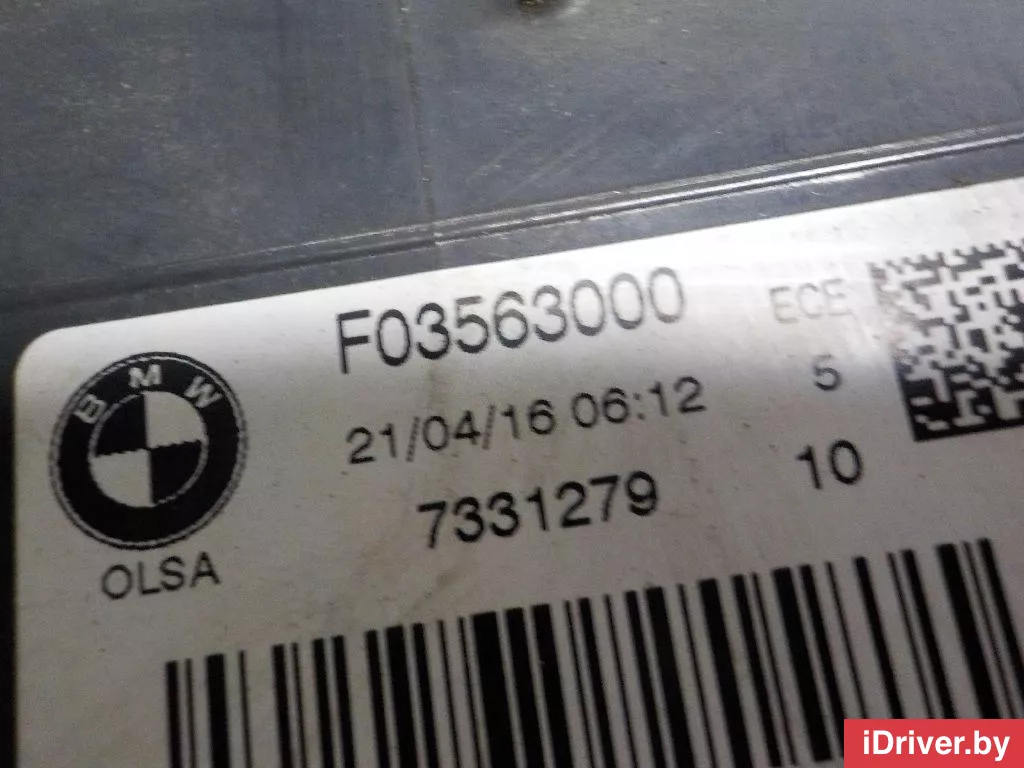 F03563000 ECE
BMW
21/04/16 06:12 5
7331279 10
OLSA
iDriver.by